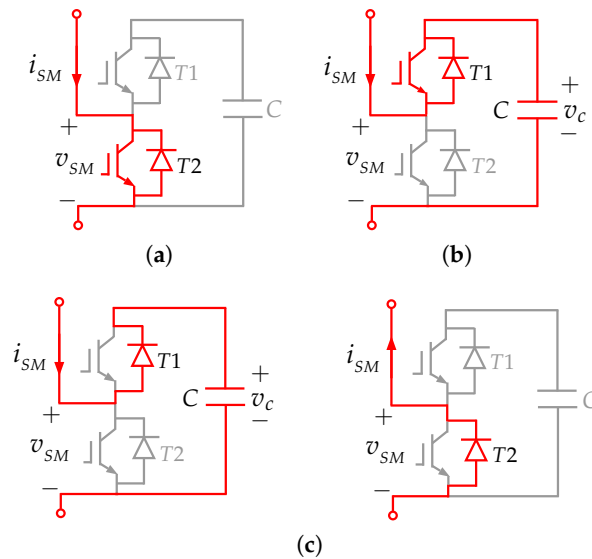 i_SM
T1
C
+
v_SM
T2
−
(a)
i_SM
T1
+
C
v_c
−
+
v_SM
T2
−
(b)
i_SM
T1
+
C
v_c
−
+
v_SM
T2
−
i_SM
T1
C
+
v_SM
T2
−
(c)